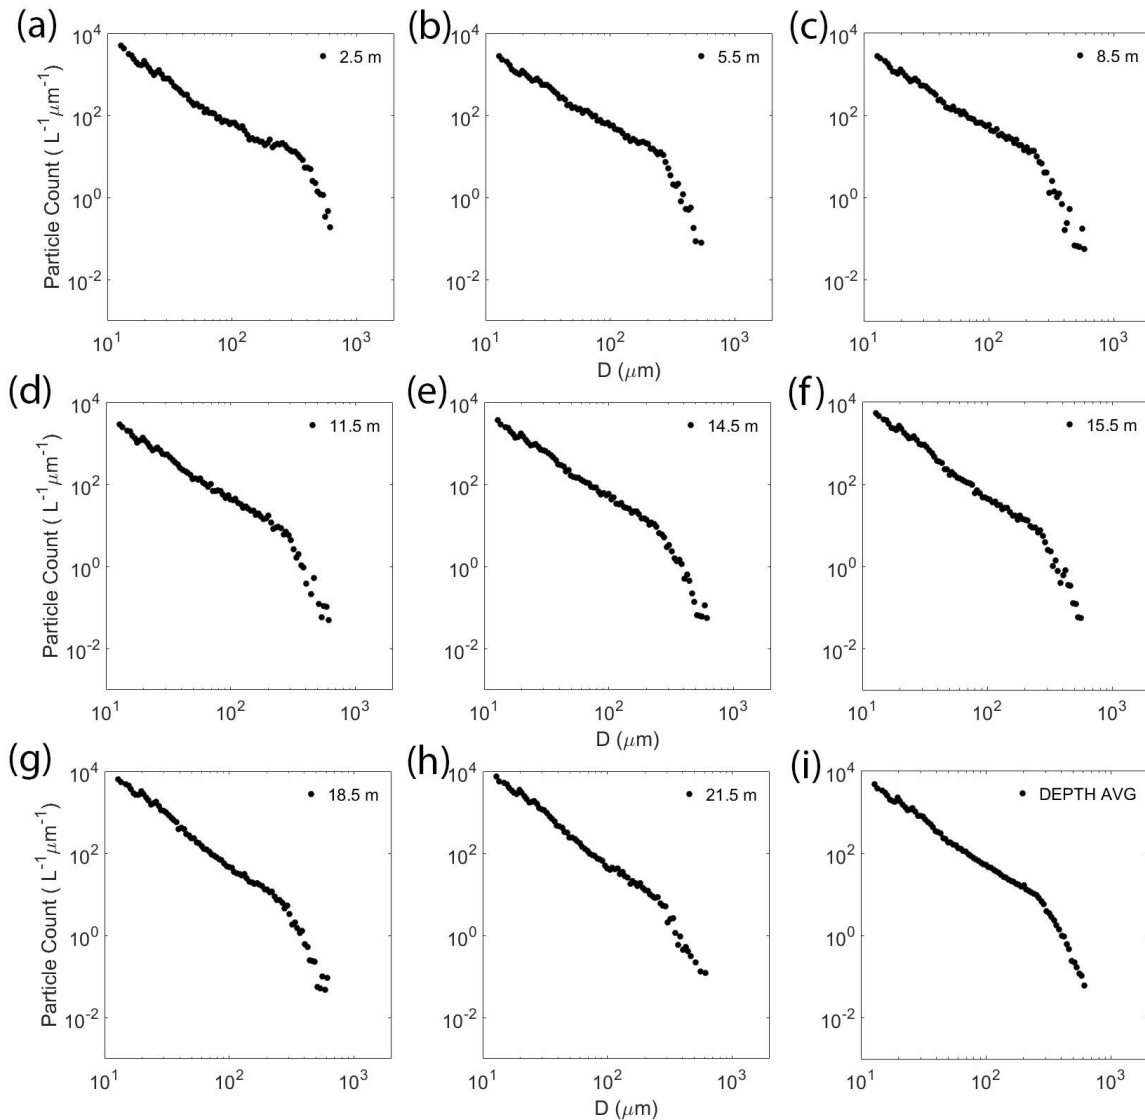 (a)
2.5 m
10^4
10^2
10^0
10^-2
Particle Count ( L^-1 μm^-1)
10^1
10^2
10^3
(b)
5.5 m
10^4
10^2
10^0
10^-2
10^1
10^2
10^3
D (μm)
(c)
8.5 m
10^4
10^2
10^0
10^-2
10^1
10^2
10^3
(d)
11.5 m
10^4
10^2
10^0
10^-2
Particle Count ( L^-1 μm^-1)
10^1
10^2
10^3
(e)
14.5 m
10^4
10^2
10^0
10^-2
10^1
10^2
10^3
D (μm)
(f)
15.5 m
10^4
10^2
10^0
10^-2
10^1
10^2
10^3
(g)
18.5 m
10^4
10^2
10^0
10^-2
Particle Count ( L^-1 μm^-1)
10^1
10^2
10^3
(h)
21.5 m
10^4
10^2
10^0
10^-2
10^1
10^2
10^3
D (μm)
(i)
DEPTH AVG
10^4
10^2
10^0
10^-2
10^1
10^2
10^3